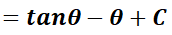 = tanθ − θ + C